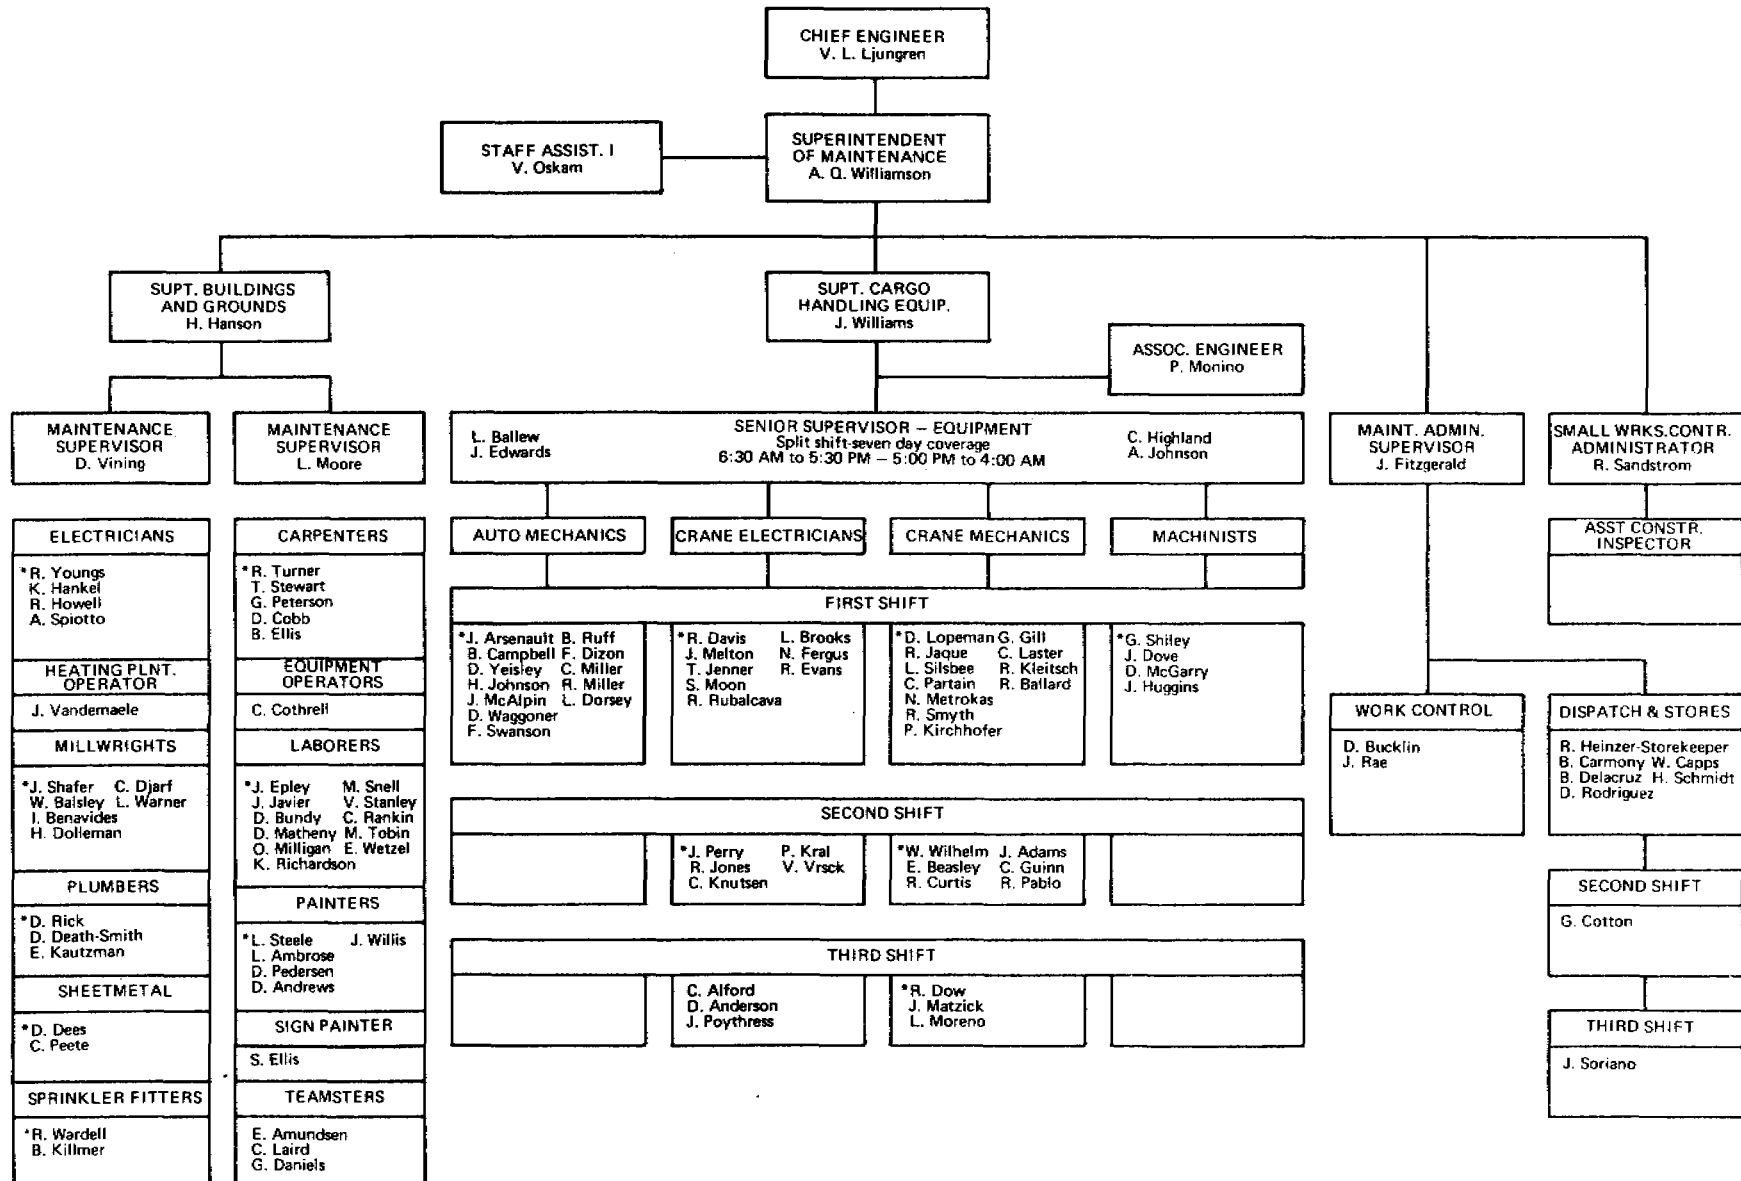 CHIEF ENGINEER
V. L. Ljungren
STAFF ASSIST. I
V. Oskam
SUPERINTENDENT
OF MAINTENANCE
A. Q. Williamson
SUPT. BUILDINGS
AND GROUNDS
H. Hanson
SUPT. CARGO
HANDLING EQUIP.
J. Williams
ASSOC. ENGINEER
P. Monino
MAINTENANCE
SUPERVISOR
D. Vining
MAINTENANCE
SUPERVISOR
L. Moore
L. Ballew
J. Edwards
SENIOR SUPERVISOR – EQUIPMENT
Split shift-seven day coverage
6:30 AM to 5:30 PM – 5:00 PM to 4:00 AM
C. Highland
A. Johnson
MAINT. ADMIN.
SUPERVISOR
J. Fitzgerald
SMALL WRKS.CONTR.
ADMINISTRATOR
R. Sandstrom
ELECTRICIANS
*R. Youngs
K. Hankel
R. Howell
A. Spiotto
HEATING PLNT.
OPERATOR
J. Vandemaele
MILLWRIGHTS
*J. Shafer C. Djarf
W. Balsley L. Warner
I. Benavides
H. Dolleman
PLUMBERS
*D. Rick
D. Death-Smith
E. Kautzman
SHEETMETAL
*D. Dees
C. Peete
SPRINKLER FITTERS
*R. Wardell
B. Killmer
CARPENTERS
*R. Turner
T. Stewart
G. Peterson
D. Cobb
B. Ellis
EQUIPMENT
OPERATORS
C. Cothrell
LABORERS
*J. Epley M. Snell
J. Javier V. Stanley
D. Bundy C. Rankin
D. Matheny M. Tobin
O. Milligan E. Wetzel
K. Richardson
PAINTERS
*L. Steele J. Willis
L. Ambrose
D. Pedersen
D. Andrews
SIGN PAINTER
S. Ellis
TEAMSTERS
E. Amundsen
C. Laird
G. Daniels
AUTO MECHANICS
CRANE ELECTRICIANS
CRANE MECHANICS
MACHINISTS
FIRST SHIFT
*J. Arsenault B. Ruff
B. Campbell F. Dizon
D. Yeisley C. Miller
H. Johnson R. Miller
J. McAlpin L. Dorsey
D. Waggoner
F. Swanson
*R. Davis L. Brooks
J. Melton N. Fergus
T. Jenner R. Evans
S. Moon
R. Rubalcava
*D. Lopeman G. Gill
R. Jaque C. Laster
L. Silsbee R. Kleitsch
C. Partain R. Ballard
N. Metrokas
R. Smyth
P. Kirchhofer
*G. Shiley
J. Dove
D. McGarry
J. Huggins
SECOND SHIFT
*J. Perry P. Kral
R. Jones V. Vrsck
C. Knutsen
*W. Wilhelm J. Adams
E. Beasley C. Guinn
R. Curtis R. Pablo
THIRD SHIFT
C. Alford
D. Anderson
J. Poythress
*R. Dow
J. Matzick
L. Moreno
ASST CONSTR.
INSPECTOR
WORK CONTROL
D. Bucklin
J. Rae
DISPATCH & STORES
R. Heinzer-Storekeeper
B. Carmony W. Capps
B. Delacruz H. Schmidt
D. Rodriguez
SECOND SHIFT
G. Cotton
THIRD SHIFT
J. Soriano